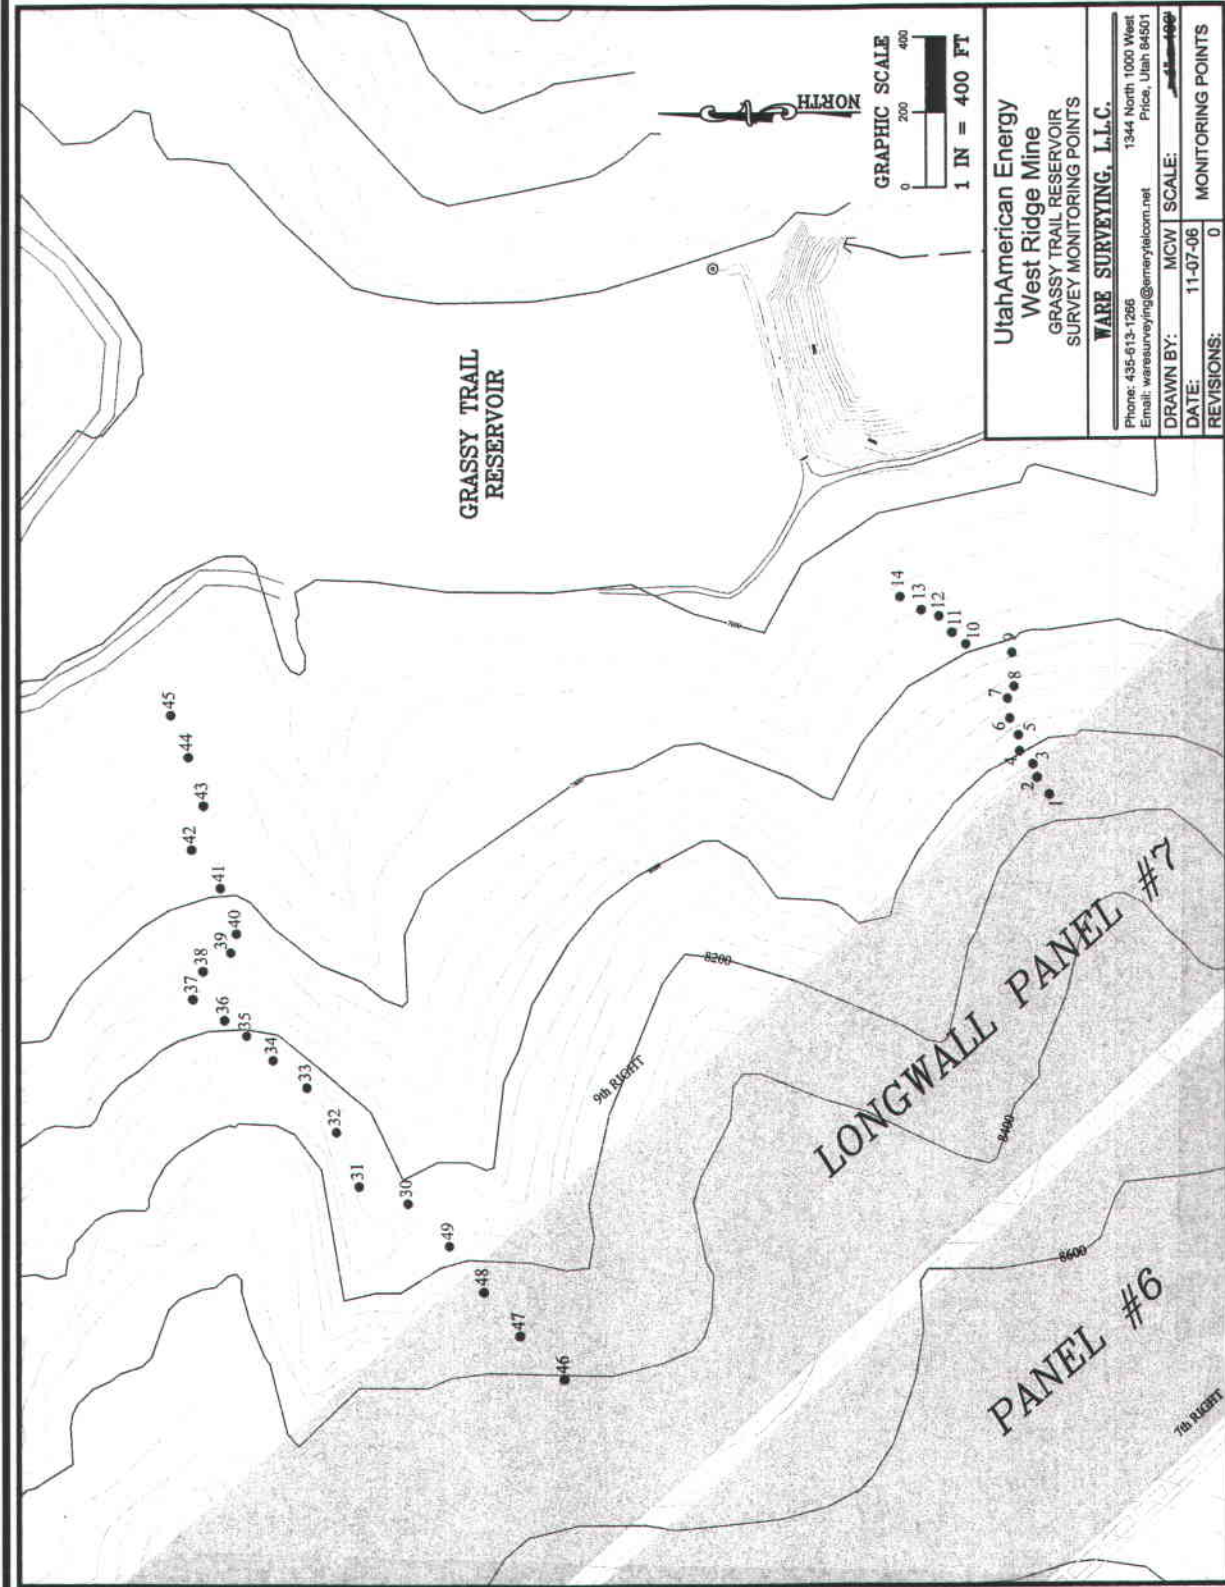 45
44
43
42
41
40
39
38
37
36
35
34
33
32
31
30
49
48
47
46
GRASSY TRAIL
RESERVOIR
14
13
12
11
10
9
8
7
6
5
4
3
2
1
8200
9th RIGHT
LONGWALL PANEL #7
8400
8600
PANEL #6
7th RIGHT
NORTH
GRAPHIC SCALE
0 200 400
1 IN = 400 FT
UtahAmerican Energy
West Ridge Mine
GRASSY TRAIL RESERVOIR
SURVEY MONITORING POINTS
WARE SURVEYING, L.L.C.
Phone: 435-613-1266 1344 North 1000 West
Email: waresurveying@emerytelcom.net Price, Utah 84501
DRAWN BY: MCW SCALE:
DATE: 11-07-06 MONITORING POINTS
REVISIONS: 0